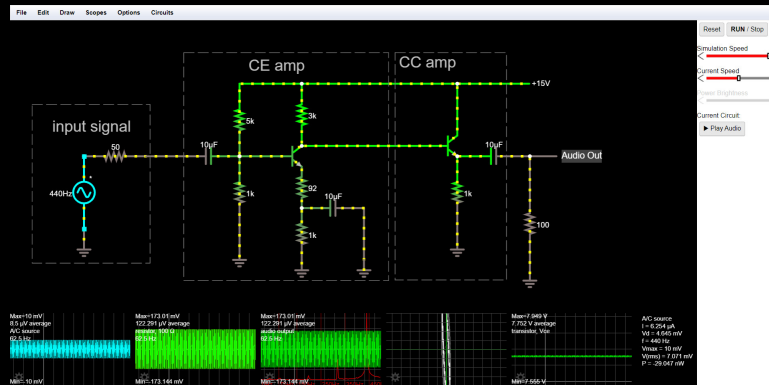 File Edit Draw Scopes Options Circuits
Reset RUN / Stop
Simulation Speed
Current Speed
Power Brightness
Current Circuit:
▶ Play Audio
CE amp
CC amp
+15V
input signal
5k
3k
50
10µF
10µF
Audio Out
440Hz
1k
92
10µF
1k
1k
100
Max=10 mV
8.5 µV average
A/C source
62.5 Hz
Min=-10 mV
Max=173.01 mV
122.291 µV average
resistor, 100 Ω
62.5 Hz
Min=-173.144 mV
Max=173.01 mV
122.291 µV average
audio output
62.5 Hz
Min=-173.144 mV
Max=7.949 V
7.752 V average
transistor, Vce
Min=7.555 V
A/C source
I = 6.254 µA
Vd = 4.645 mV
f = 440 Hz
Vmax = 10 mV
V(rms) = 7.071 mV
P = -29.047 nW